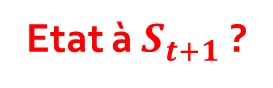 Etat à $S_{t+1}$ ?